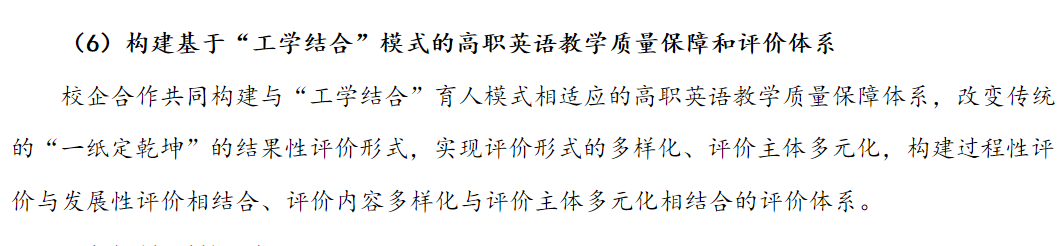 （6）构建基于“工学结合”模式的高职英语教学质量保障和评价体系
校企合作共同构建与“工学结合”育人模式相适应的高职英语教学质量保障体系，改变传统
的“一纸定乾坤”的结果性评价形式，实现评价形式的多样化、评价主体多元化，构建过程性评
价与发展性评价相结合、评价内容多样化与评价主体多元化相结合的评价体系。